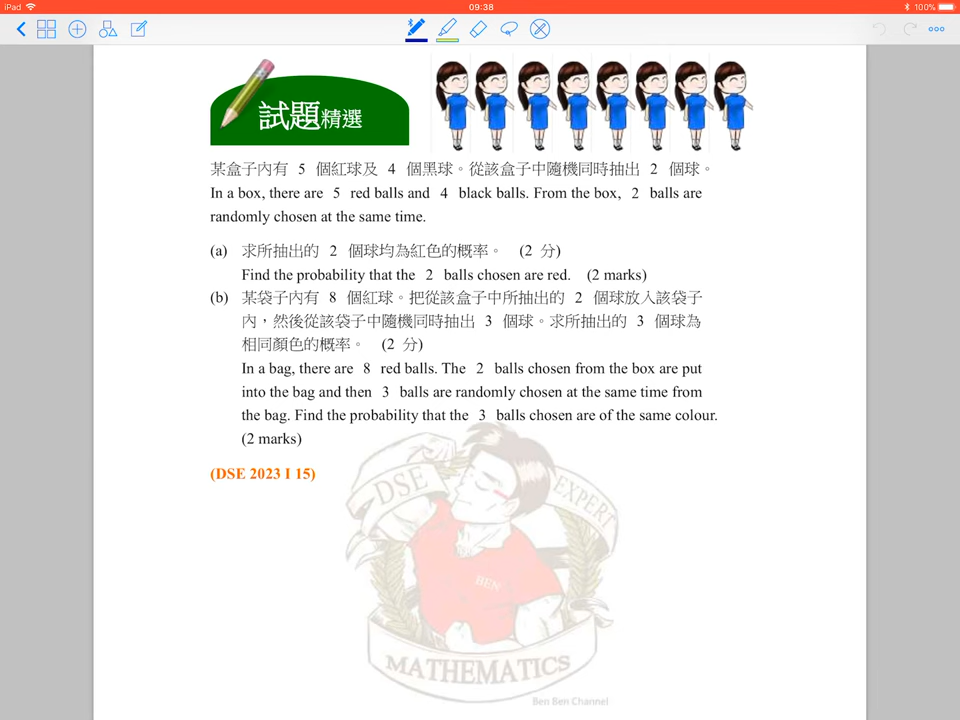 iPad
09:38
100%
試題精選
某盒子內有 5 個紅球及 4 個黑球。從該盒子中隨機同時抽出 2 個球。
In a box, there are 5 red balls and 4 black balls. From the box, 2 balls are
randomly chosen at the same time.
(a) 求所抽出的 2 個球均為紅色的概率。 (2 分)
Find the probability that the 2 balls chosen are red. (2 marks)
(b) 某袋子內有 8 個紅球。把從該盒子中所抽出的 2 個球放入該袋子
內，然後從該袋子中隨機同時抽出 3 個球。求所抽出的 3 個球為
相同顏色的概率。 (2 分)
In a bag, there are 8 red balls. The 2 balls chosen from the box are put
into the bag and then 3 balls are randomly chosen at the same time from
the bag. Find the probability that the 3 balls chosen are of the same colour.
(2 marks)
(DSE 2023 I 15)
DSE EXPERT
BEN
MATHEMATICS
Ben Ben Channel